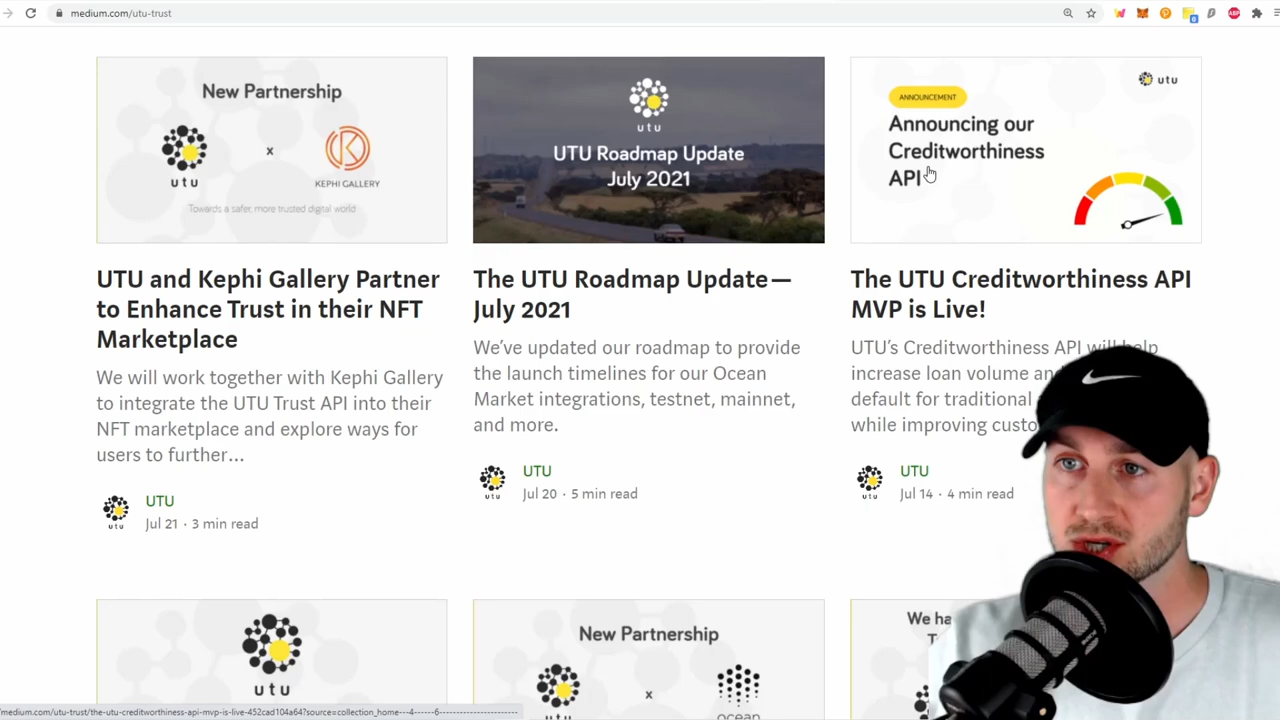 medium.com/utu-trust
New Partnership
utu
x
KEPHI GALLERY
Towards a safer, more trusted digital world
utu
UTU Roadmap Update
July 2021
utu
ANNOUNCEMENT
Announcing our
Creditworthiness
API
UTU and Kephi Gallery Partner
to Enhance Trust in their NFT
Marketplace
We will work together with Kephi Gallery
to integrate the UTU Trust API into their
NFT marketplace and explore ways for
users to further…
UTU
Jul 21 · 3 min read
The UTU Roadmap Update—
July 2021
We’ve updated our roadmap to provide
the launch timelines for our Ocean
Market integrations, testnet, mainnet,
and more.
UTU
Jul 20 · 5 min read
The UTU Creditworthiness API
MVP is Live!
UTU’s Creditworthiness API will help
increase loan volume
default for traditional
while improving
UTU
Jul 14 · 4 min read
utu
New Partnership
x
ocean
We
/medium.com/utu-trust/the-utu-creditworthiness-api-mvp-is-live-452cad104a64?source=collection_home---4------6-----------------------